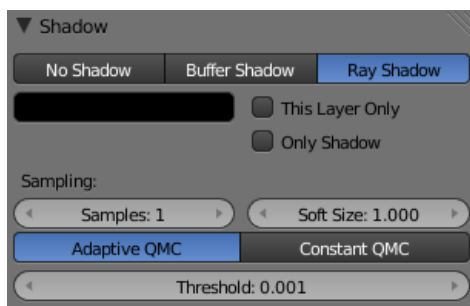 Shadow
No Shadow Buffer Shadow Ray Shadow
This Layer Only
Only Shadow
Sampling:
Samples: 1 Soft Size: 1.000
Adaptive QMC Constant QMC
Threshold: 0.001